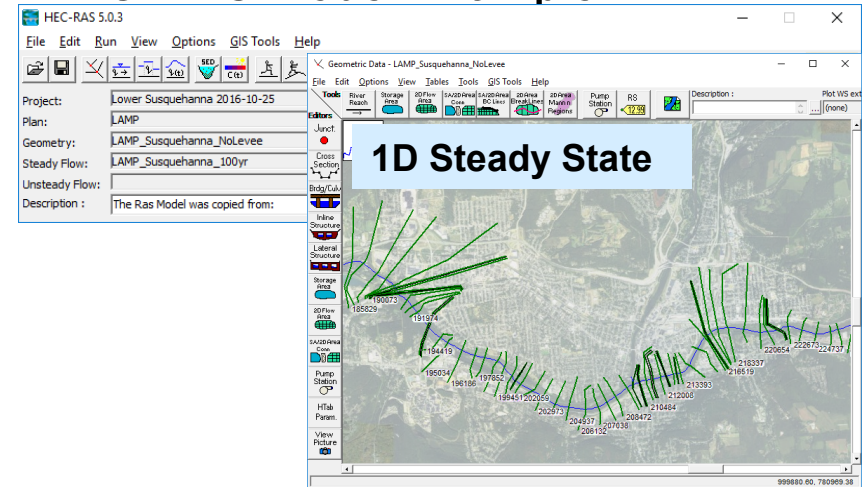 HEC-RAS 5.0.3
File Edit Run View Options GIS Tools Help
Project: Lower Susquehanna 2016-10-25
Plan: LAMP
Geometry: LAMP_Susquehanna_NoLevee
Steady Flow: LAMP_Susquehanna_100yr
Unsteady Flow:
Description : The Ras Model was copied from:
Geometric Data - LAMP_Susquehanna_NoLevee
File Edit Options View Tables Tools GIS Tools Help
Tools River Reach Storage Area 2D Flow Area SA/2D Area Conn SA/2D Area BC Lines 2D Area BreakLines 2D Area Mann n Regions Pump Station RS Description : Plot WS ext
... (none)
Editors
Junct.
Cross Section
Brdg/Culv
Inline Structure
Lateral Structure
Storage Area
2D Flow Area
SA/2D Area Conn
Pump Station
HTab Param.
View Picture
1D Steady State
185829
190073
191974
194419
195034
196186
197852
199451
202059
202973
204937
206132
207038
208472
210484
212008
213393
216519
218337
220654
222673
224737
999880.60, 780969.38